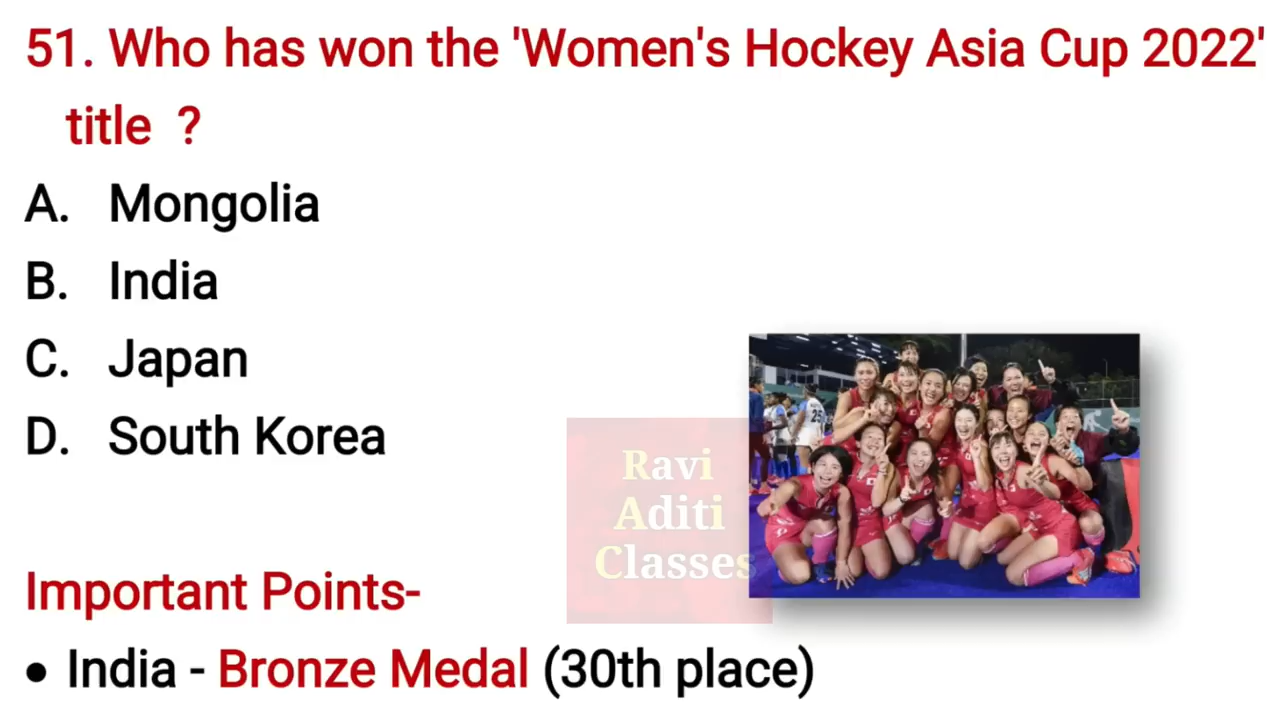 51. Who has won the 'Women's Hockey Asia Cup 2022'
title ?
A. Mongolia
B. India
C. Japan
D. South Korea
Ravi
Aditi
Classes
25
Important Points-
• India - Bronze Medal (30th place)